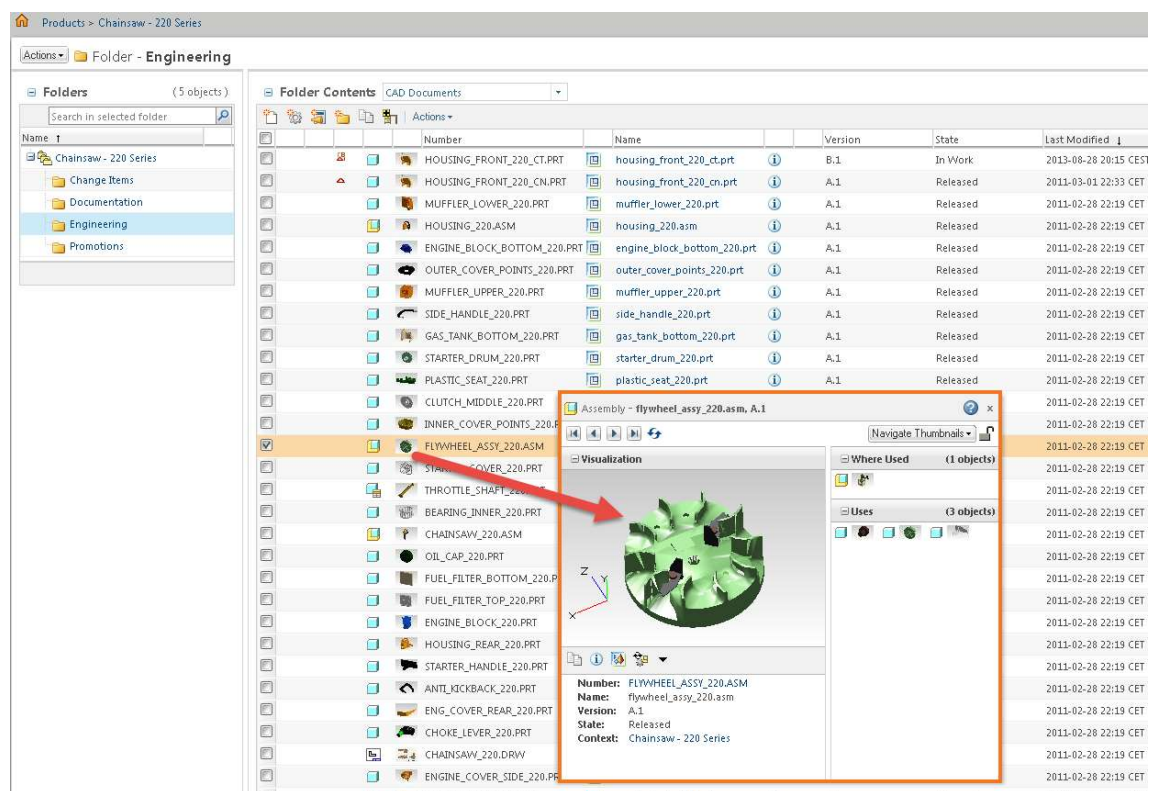 Products > Chainsaw - 220 Series
Actions Folder - Engineering
Folders (5 objects)
Search in selected folder
Name
Chainsaw - 220 Series
Change Items
Documentation
Engineering
Promotions
Folder Contents CAD Documents
Actions
Number Name Version State Last Modified
HOUSING_FRONT_220_CT.PRT housing_front_220_ct.prt B.1 In Work 2013-08-28 20:15 CEST
HOUSING_FRONT_220_CN.PRT housing_front_220_cn.prt A.1 Released 2011-03-01 22:33 CET
MUFFLER_LOWER_220.PRT muffler_lower_220.prt A.1 Released 2011-02-28 22:19 CET
HOUSING_220.ASM housing_220.asm A.1 Released 2011-02-28 22:19 CET
ENGINE_BLOCK_BOTTOM_220.PRT engine_block_bottom_220.prt A.1 Released 2011-02-28 22:19 CET
OUTER_COVER_POINTS_220.PRT outer_cover_points_220.prt A.1 Released 2011-02-28 22:19 CET
MUFFLER_UPPER_220.PRT muffler_upper_220.prt A.1 Released 2011-02-28 22:19 CET
SIDE_HANDLE_220.PRT side_handle_220.prt A.1 Released 2011-02-28 22:19 CET
GAS_TANK_BOTTOM_220.PRT gas_tank_bottom_220.prt A.1 Released 2011-02-28 22:19 CET
STARTER_DRUM_220.PRT starter_drum_220.prt A.1 Released 2011-02-28 22:19 CET
PLASTIC_SEAT_220.PRT plastic_seat_220.prt A.1 Released 2011-02-28 22:19 CET
CLUTCH_MIDDLE_220.PRT 2011-02-28 22:19 CET
INNER_COVER_POINTS_220.P 2011-02-28 22:19 CET
FLYWHEEL_ASSY_220.ASM 2011-02-28 22:19 CET
COVER_220.PRT 2011-02-28 22:19 CET
THROTTLE_SHAFT 2011-02-28 22:19 CET
BEARING_INNER_220.PRT 2011-02-28 22:19 CET
CHAINSAW_220.ASM 2011-02-28 22:19 CET
OIL_CAP_220.PRT 2011-02-28 22:19 CET
FUEL_FILTER_BOTTOM_220.P 2011-02-28 22:19 CET
FUEL_FILTER_TOP_220.PRT 2011-02-28 22:19 CET
ENGINE_BLOCK_220.PRT 2011-02-28 22:19 CET
HOUSING_REAR_220.PRT 2011-02-28 22:19 CET
STARTER_HANDLE_220.PRT 2011-02-28 22:19 CET
ANTI_KICKBACK_220.PRT 2011-02-28 22:19 CET
ENG_COVER_REAR_220.PRT 2011-02-28 22:19 CET
CHOKE_LEVER_220.PRT 2011-02-28 22:19 CET
CHAINSAW_220.DRW 2011-02-28 22:19 CET
ENGINE_COVER_SIDE_220.PR 2011-02-28 22:19 CET
Assembly - flywheel_assy_220.asm, A.1
Navigate Thumbnails
Visualization
Where Used (1 objects)
Uses (3 objects)
Z
Y
X
Number: FLYWHEEL_ASSY_220.ASM
Name: flywheel_assy_220.asm
Version: A.1
State: Released
Context: Chainsaw - 220 Series